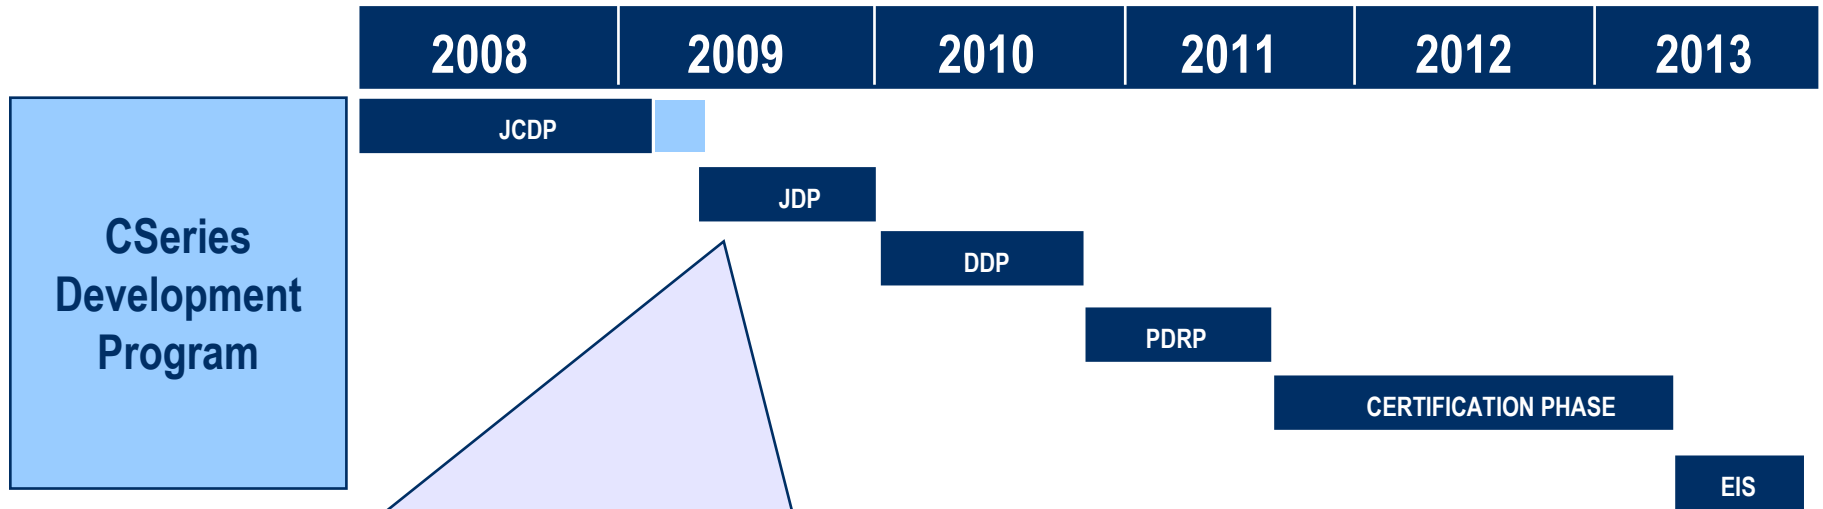 2008 2009 2010 2011 2012 2013
JCDP
JDP
CSeries
Development
Program
DDP
PDRP
CERTIFICATION PHASE
EIS